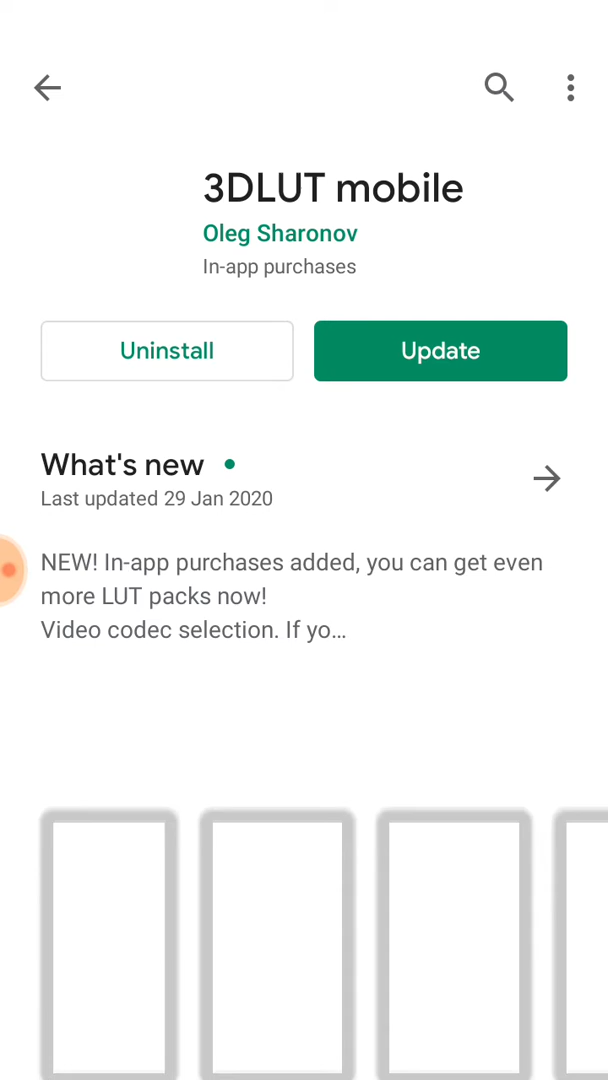 3DLUT mobile
Oleg Sharonov
In-app purchases
Uninstall
Update
What's new
Last updated 29 Jan 2020
NEW! In-app purchases added, you can get even
more LUT packs now!
Video codec selection. If yo...